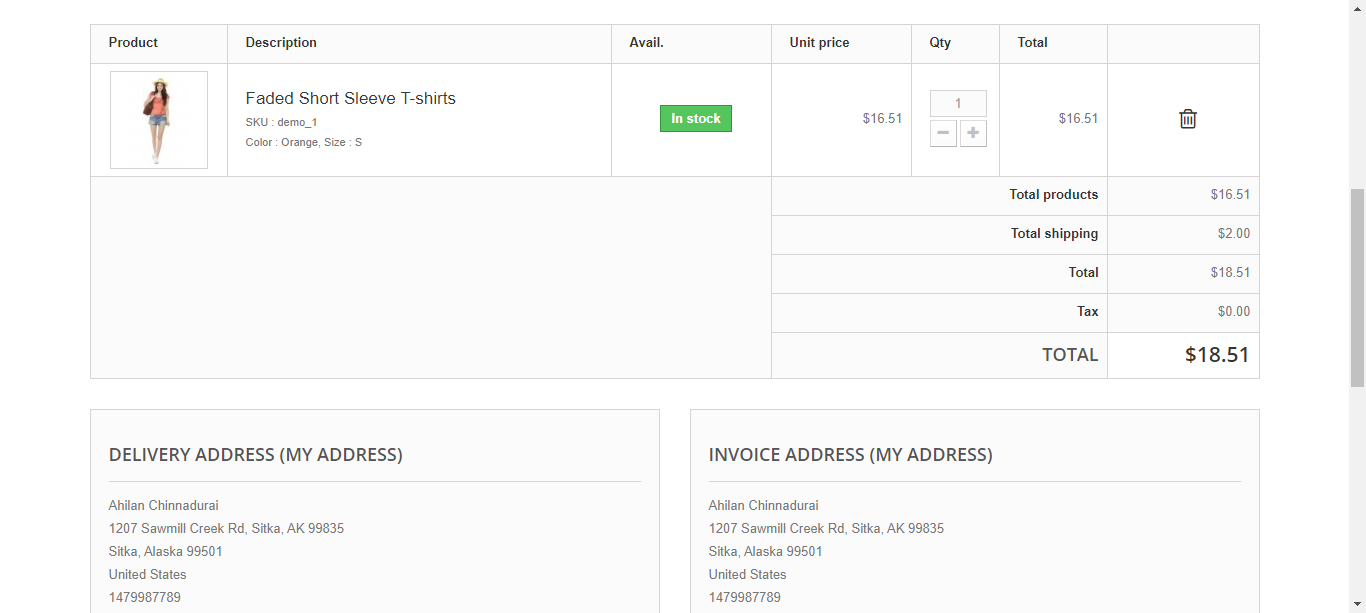 Product Description Avail. Unit price Qty Total
Faded Short Sleeve T-shirts
SKU : demo_1
Color : Orange, Size : S
In stock
$16.51
1
$16.51
Total products $16.51
Total shipping $2.00
Total $18.51
Tax $0.00
TOTAL $18.51
DELIVERY ADDRESS (MY ADDRESS)
Ahilan Chinnadurai
1207 Sawmill Creek Rd, Sitka, AK 99835
Sitka, Alaska 99501
United States
1479987789
INVOICE ADDRESS (MY ADDRESS)
Ahilan Chinnadurai
1207 Sawmill Creek Rd, Sitka, AK 99835
Sitka, Alaska 99501
United States
1479987789